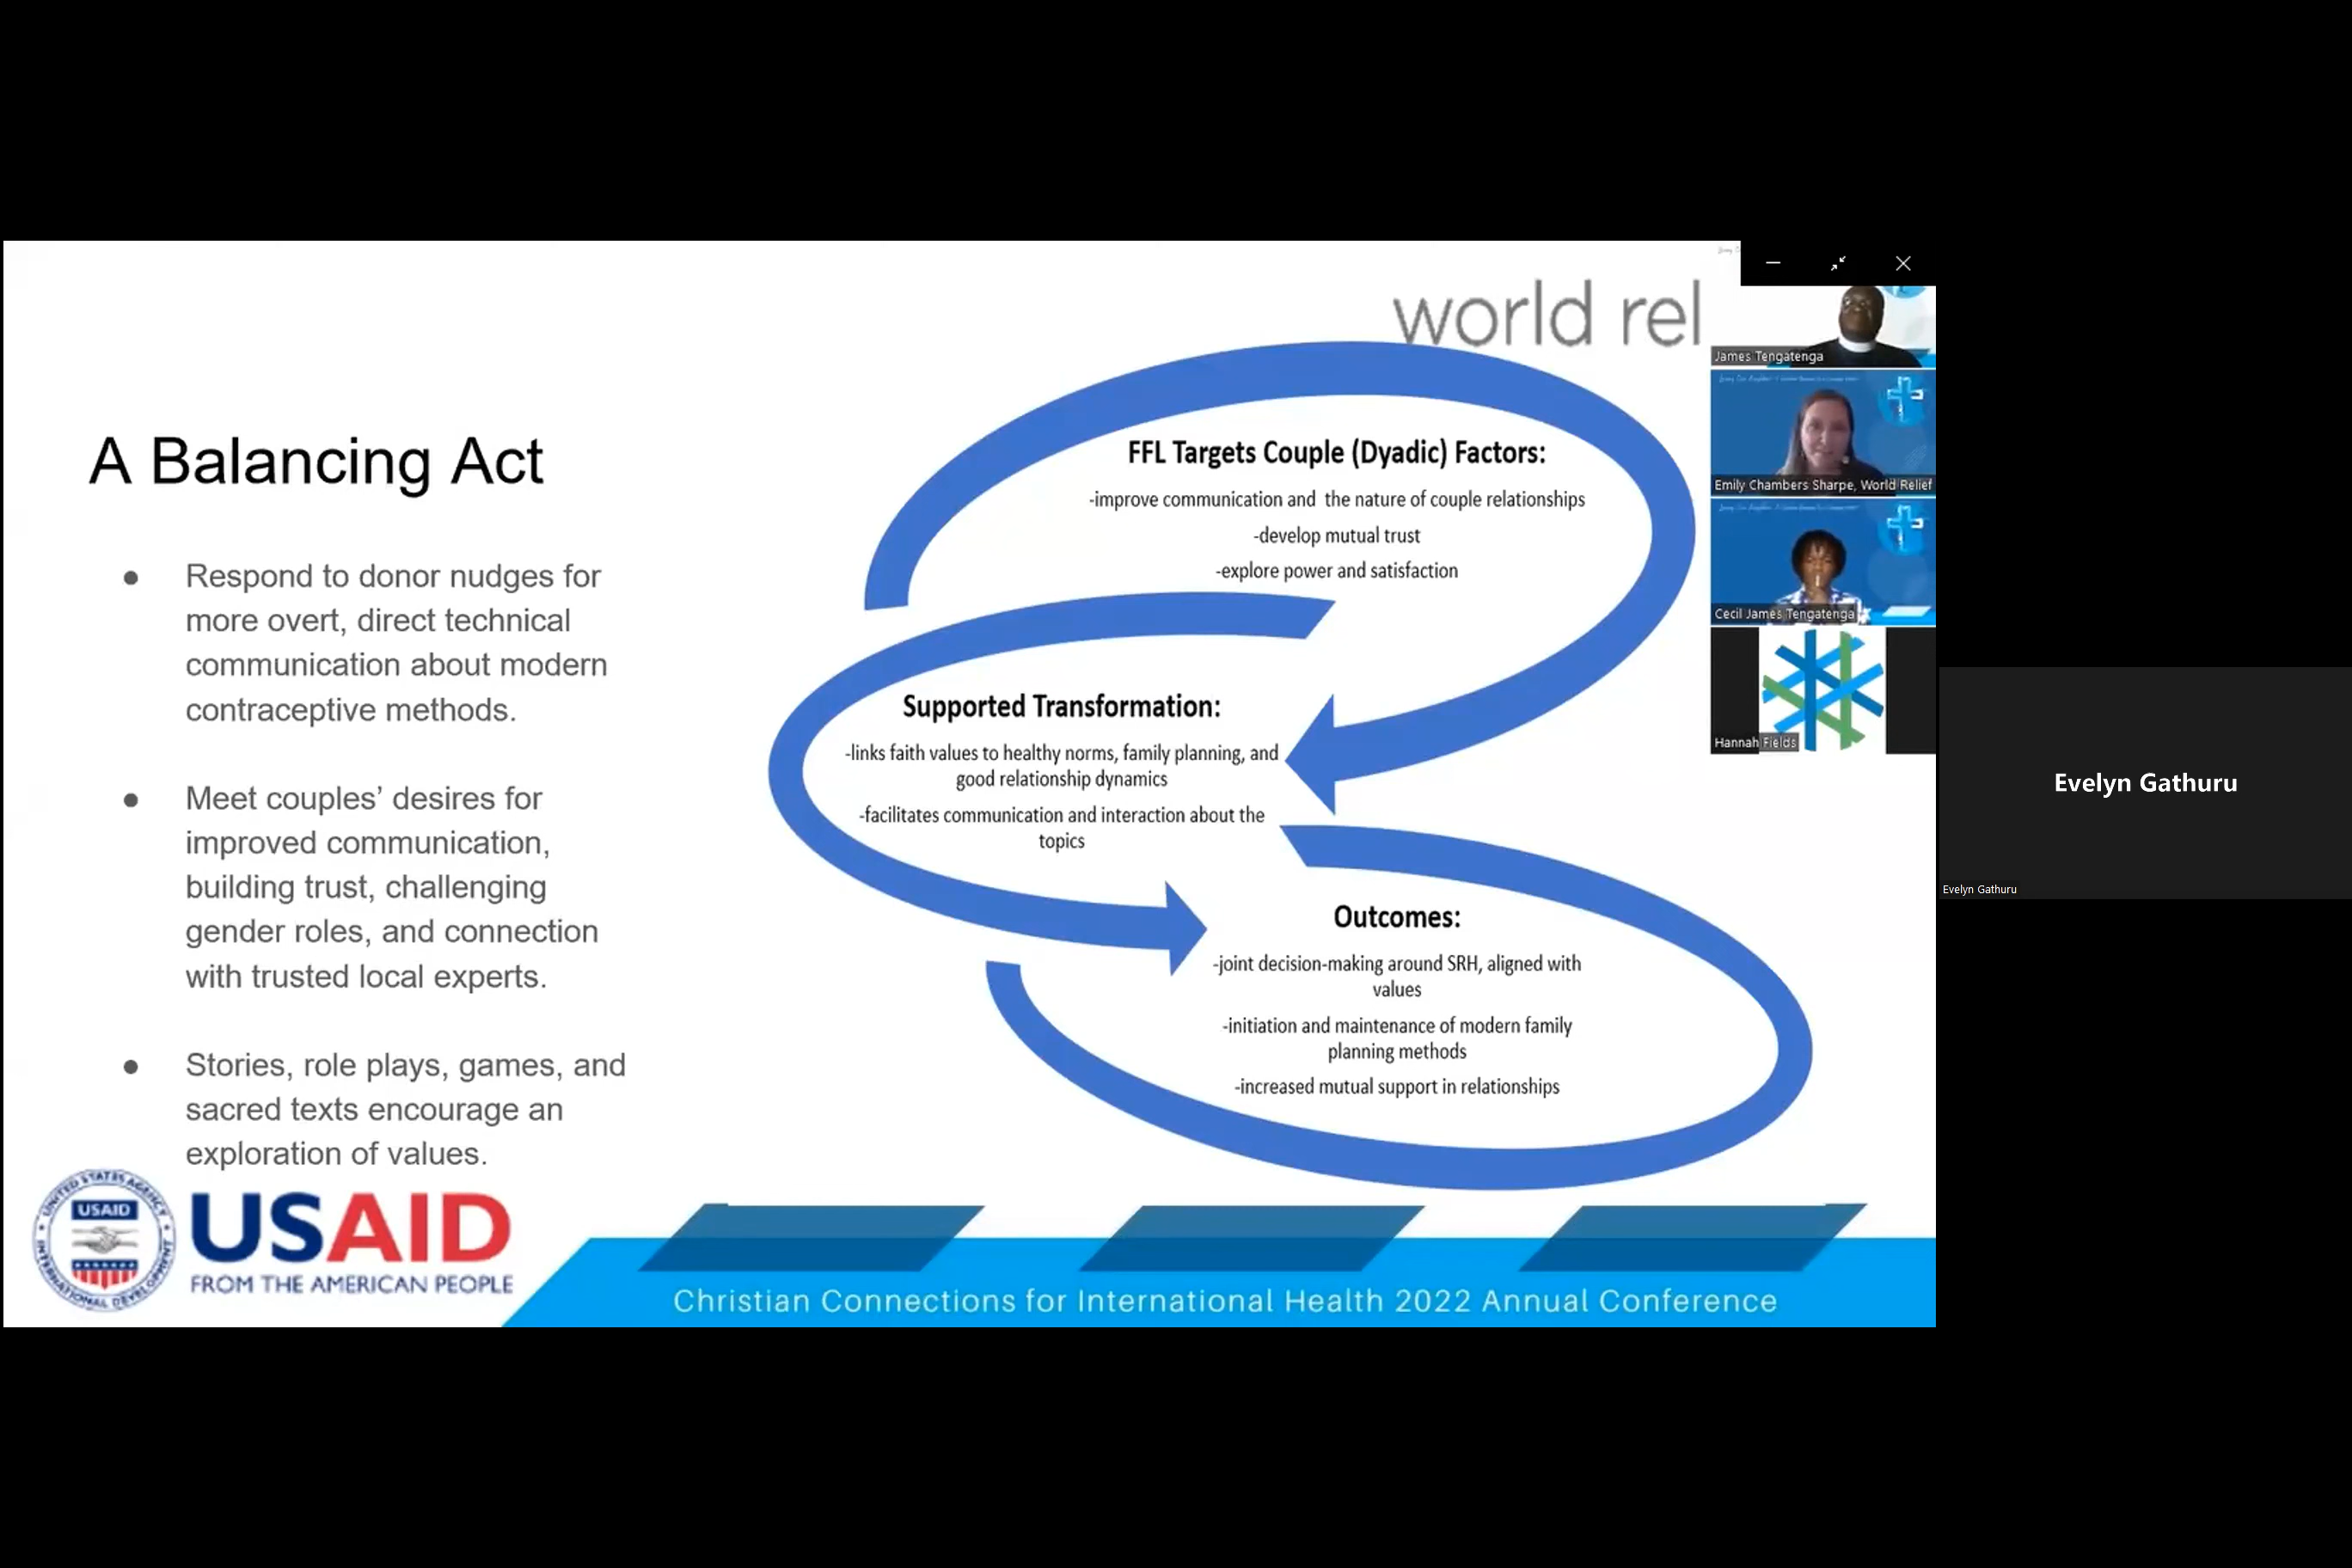 world rel
A Balancing Act
● Respond to donor nudges for
more overt, direct technical
communication about modern
contraceptive methods.
● Meet couples’ desires for
improved communication,
building trust, challenging
gender roles, and connection
with trusted local experts.
● Stories, role plays, games, and
sacred texts encourage an
exploration of values.
FFL Targets Couple (Dyadic) Factors:
-improve communication and the nature of couple relationships
-develop mutual trust
-explore power and satisfaction
Supported Transformation:
-links faith values to healthy norms, family planning, and
good relationship dynamics
-facilitates communication and interaction about the
topics
Outcomes:
-joint decision-making around SRH, aligned with
values
-initiation and maintenance of modern family
planning methods
-increased mutual support in relationships
UNITED STATES AGENCY
USAID
INTERNATIONAL DEVELOPMENT
USAID
FROM THE AMERICAN PEOPLE
Christian Connections for International Health 2022 Annual Conference
James Tengatenga
Emily Chambers Sharpe, World Relief
Cecil James Tengatenga
Hannah Fields
Evelyn Gathuru
Evelyn Gathuru